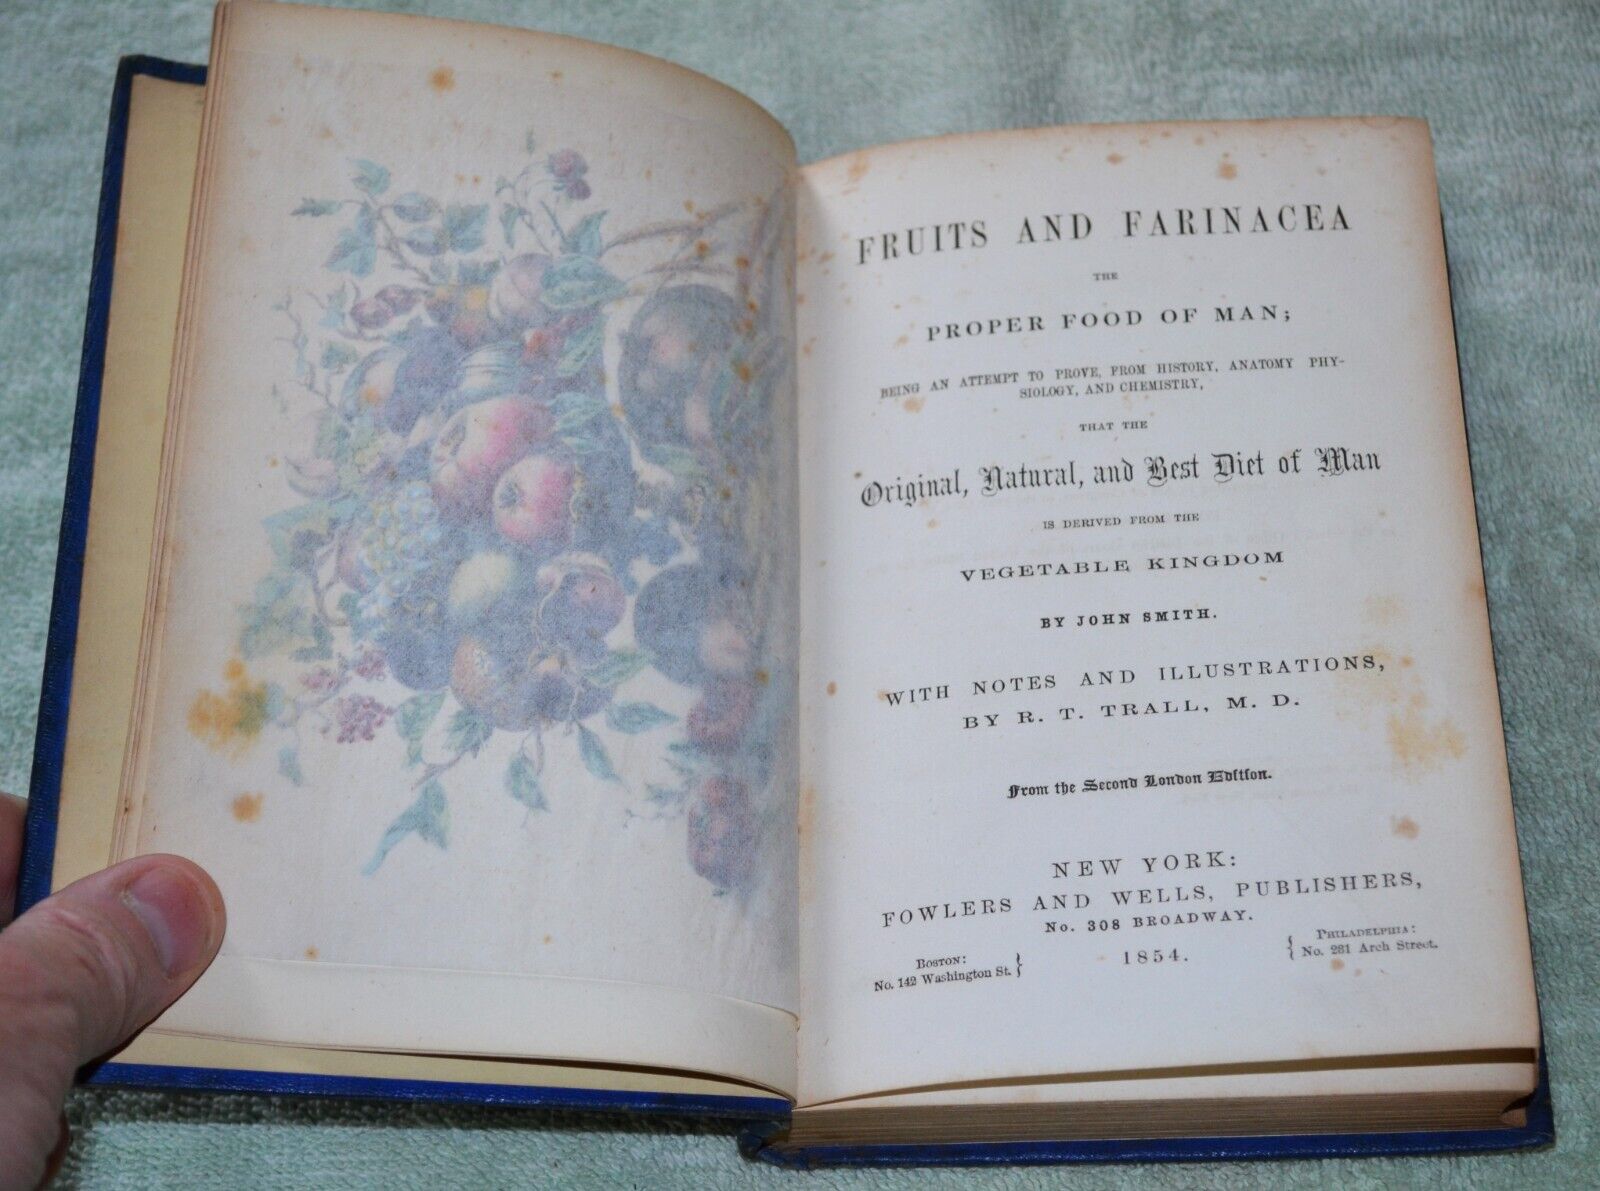 FRUITS AND FARINACEA
THE
PROPER FOOD OF MAN;
BEING AN ATTEMPT TO PROVE, FROM HISTORY, ANATOMY PHY-
SIOLOGY, AND CHEMISTRY,
THAT THE
Original, Natural, and Best Diet of Man
IS DERIVED FROM THE
VEGETABLE KINGDOM
BY JOHN SMITH.
WITH NOTES AND ILLUSTRATIONS,
BY R. T. TRALL, M. D.
From the Second London Edition.
NEW YORK:
FOWLERS AND WELLS, PUBLISHERS,
No. 308 BROADWAY.
BOSTON:
No. 142 Washington St. }
1854.
{ PHILADELPHIA:
No. 231 Arch Street.